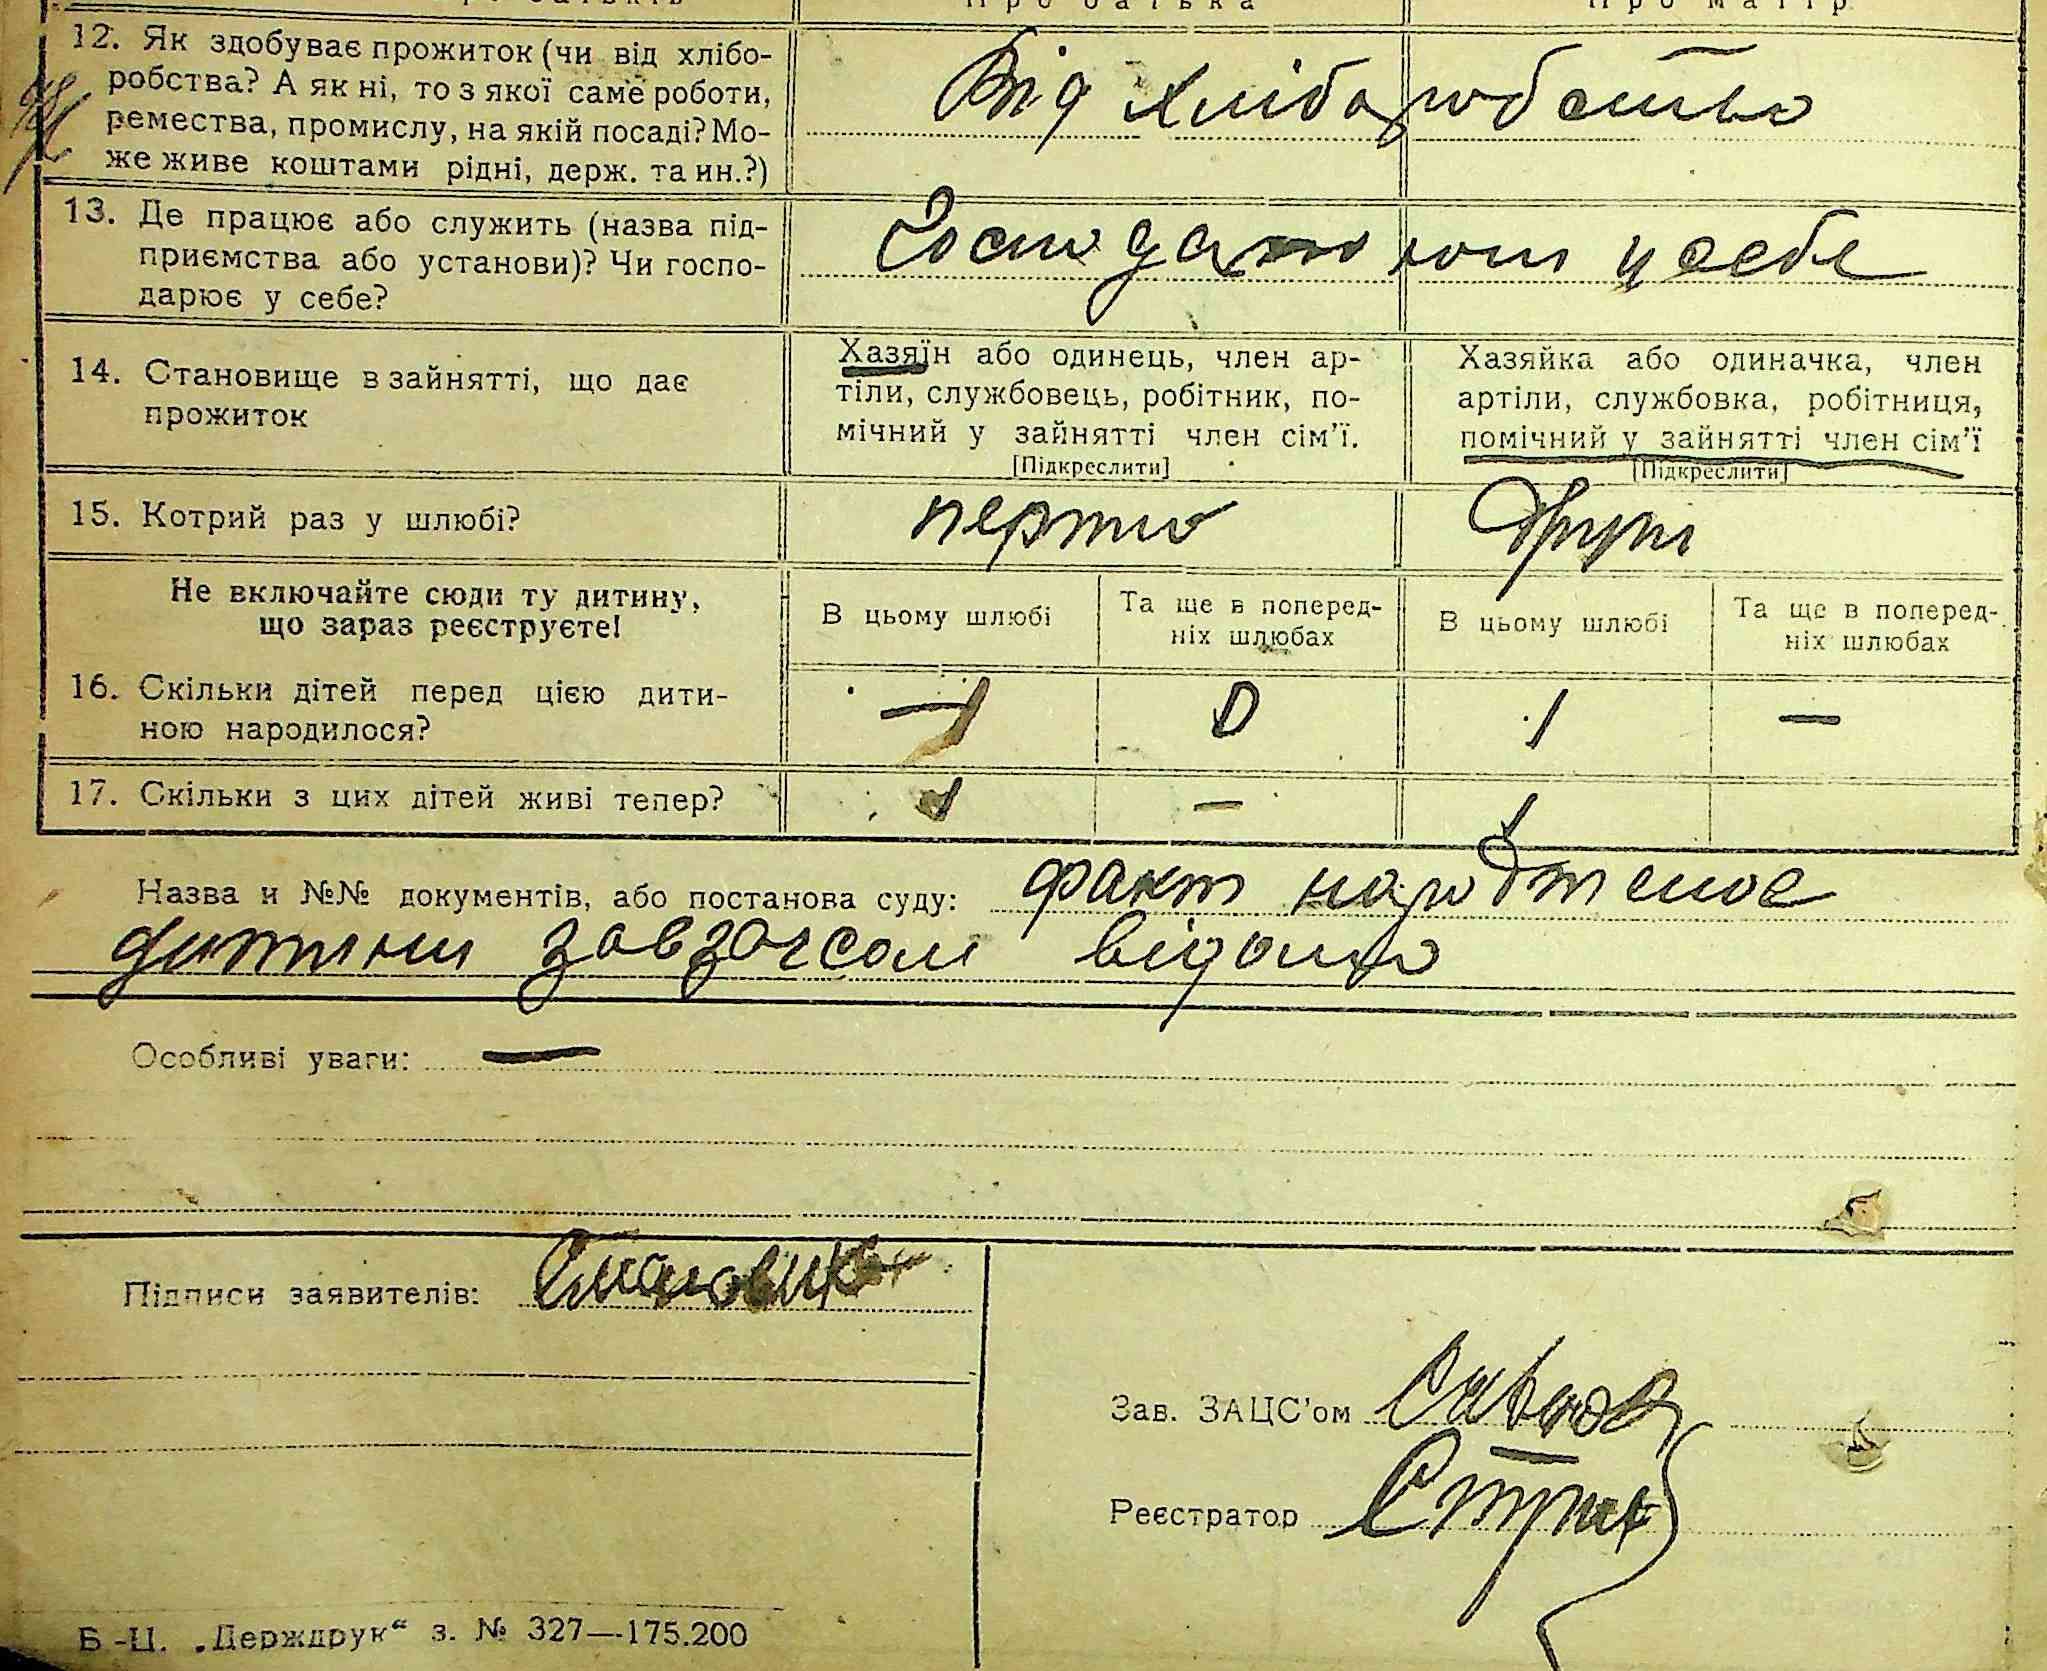 Про батька Про матір
12. Як здобуває прожиток (чи від хлібо-
робства? А як ні, то з якої саме роботи,
ремества, промислу, на якій посаді? Мо-
же живе коштами рідні, держ. та ин.?)
Від хліборобства
13. Де працює або служить (назва під-
приємства або установи)? Чи госпо-
дарює у себе?
Господарюют у себе
14. Становище в зайнятті, що дає
прожиток
Хазяїн або одинець, член ар-
тіли, службовець, робітник, по-
мічний у зайнятті член сім'ї.
[Підкреслити]
Хазяйка або одиначка, член
артіли, службовка, робітниця,
помічний у зайнятті член сім'ї
[Підкреслити]
15. Котрий раз у шлюбі?
Не включайте сюди ту дитину,
що зараз реєструєте!
В цьому шлюбі
Та ще в поперед-
ніх шлюбах
В цьому шлюбі
Та ще в поперед-
ніх шлюбах
16. Скільки дітей перед цією дити-
ною народилося?
1 0 1 —
17. Скільки з цих дітей живі тепер?
1 — 1
Назва и №№ документів, або постанова суду: факт
дитини завзагсом відомо
Особливі уваги: —
Підписи заявителів:
Зав. ЗАЦС'ом
Реєстратор
Б.-Ц. „Держдрук“ з. № 327—175.200